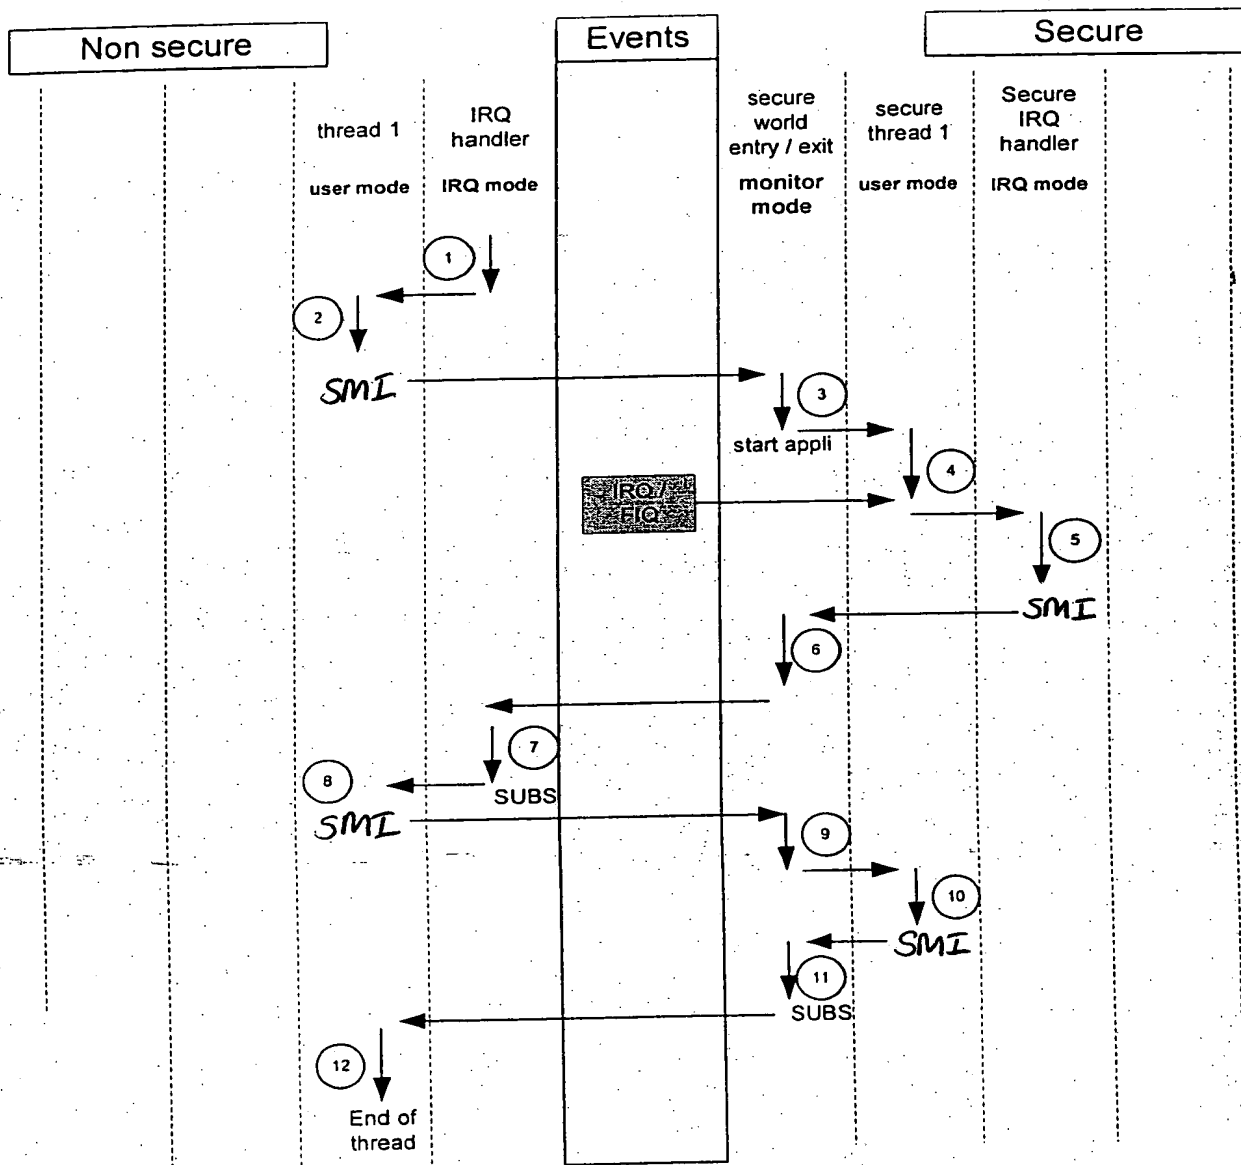 Non secure
Events
Secure
thread 1
user mode
IRQ
handler
IRQ mode
secure
world
entry / exit
monitor
mode
secure
thread 1
user mode
Secure
IRQ
handler
IRQ mode
1
2
SMI
3
start appli
4
IRQ /
FIQ
5
SMI
6
7
8
SUBS
SMI
9
10
SMI
11
SUBS
12
End of
thread